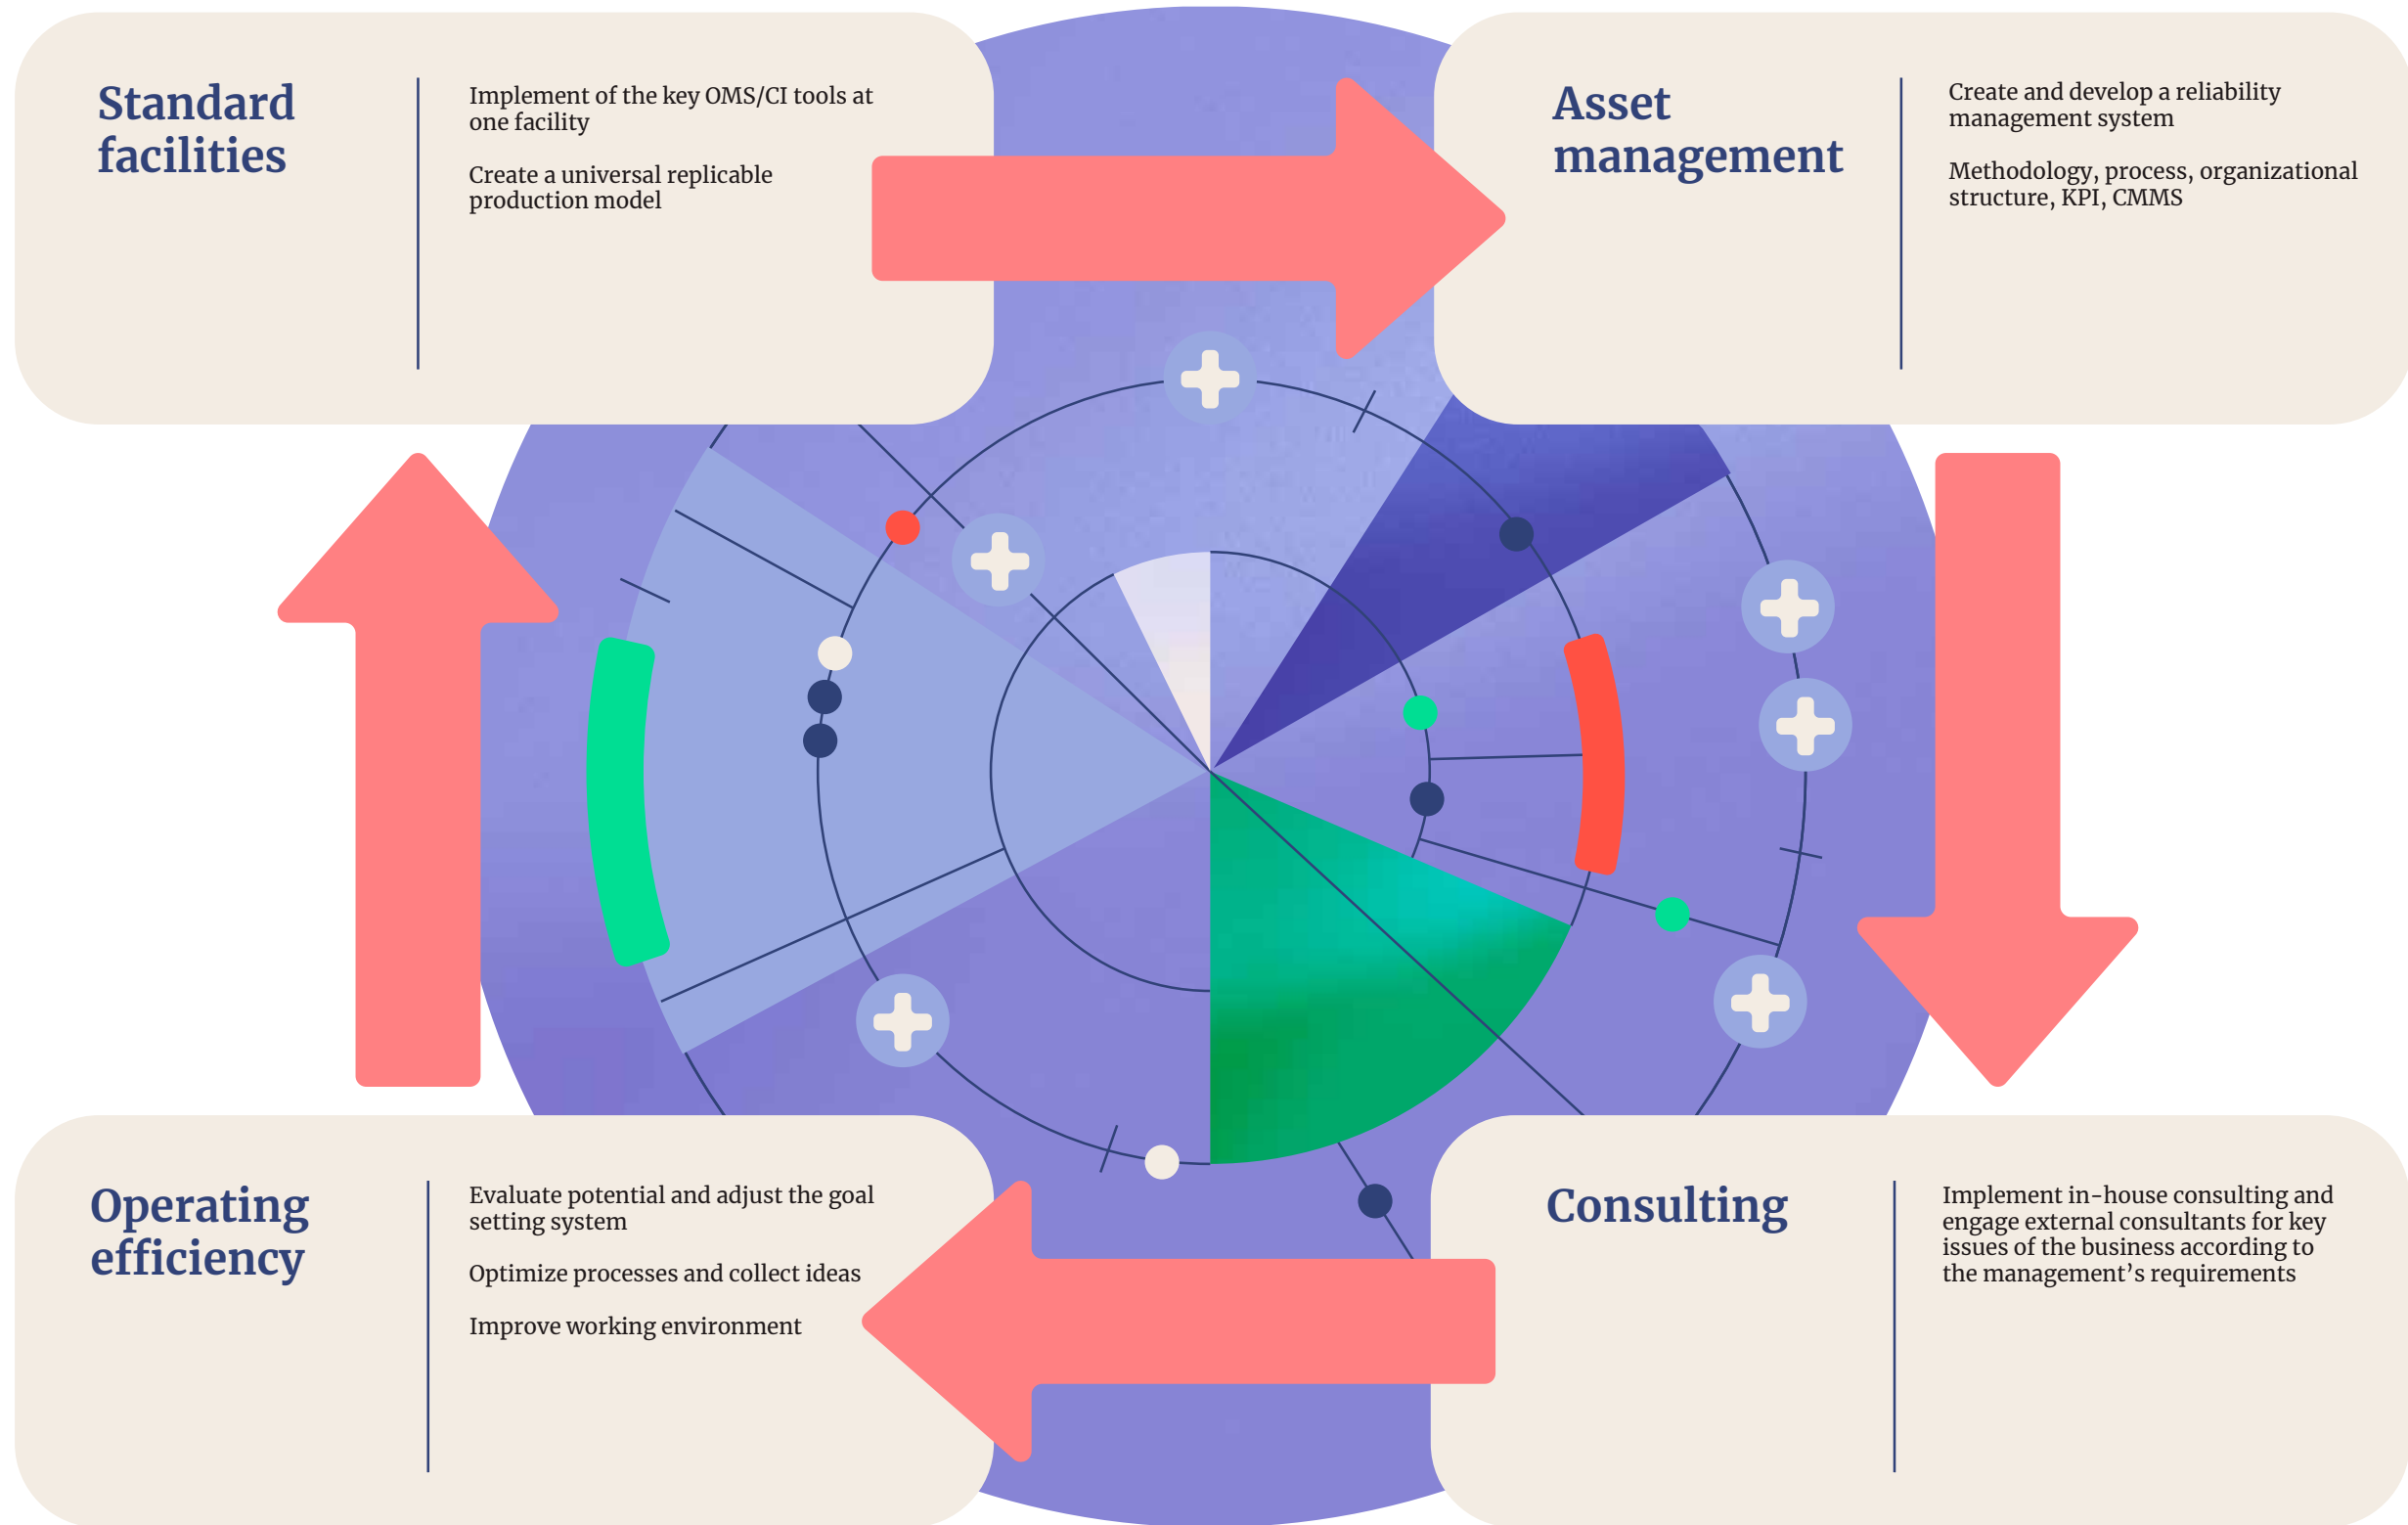 Standard
facilities
Implement of the key OMS/CI tools at
one facility
Create a universal replicable
production model
Asset
management
Create and develop a reliability
management system
Methodology, process, organizational
structure, KPI, CMMS
Operating
efficiency
Evaluate potential and adjust the goal
setting system
Optimize processes and collect ideas
Improve working environment
Consulting
Implement in-house consulting and
engage external consultants for key
issues of the business according to
the management’s requirements